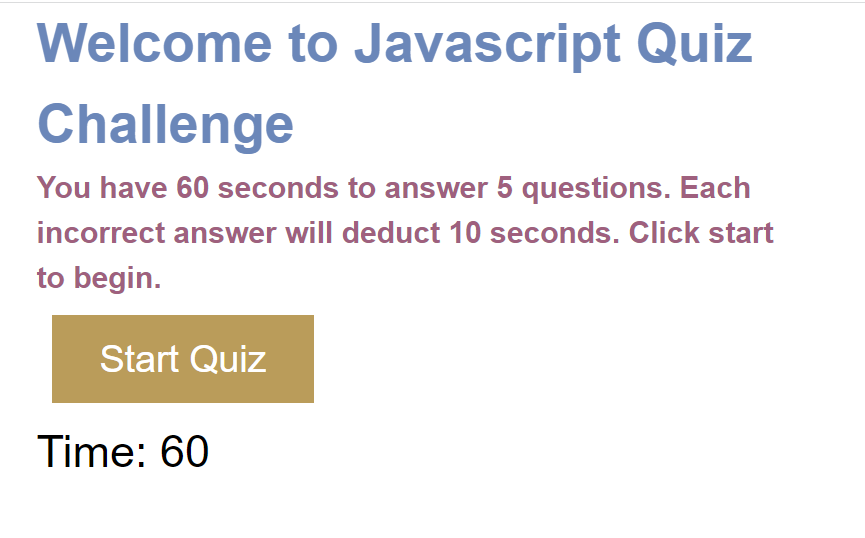 Welcome to Javascript Quiz
Challenge
You have 60 seconds to answer 5 questions. Each
incorrect answer will deduct 10 seconds. Click start
to begin.
Start Quiz
Time: 60